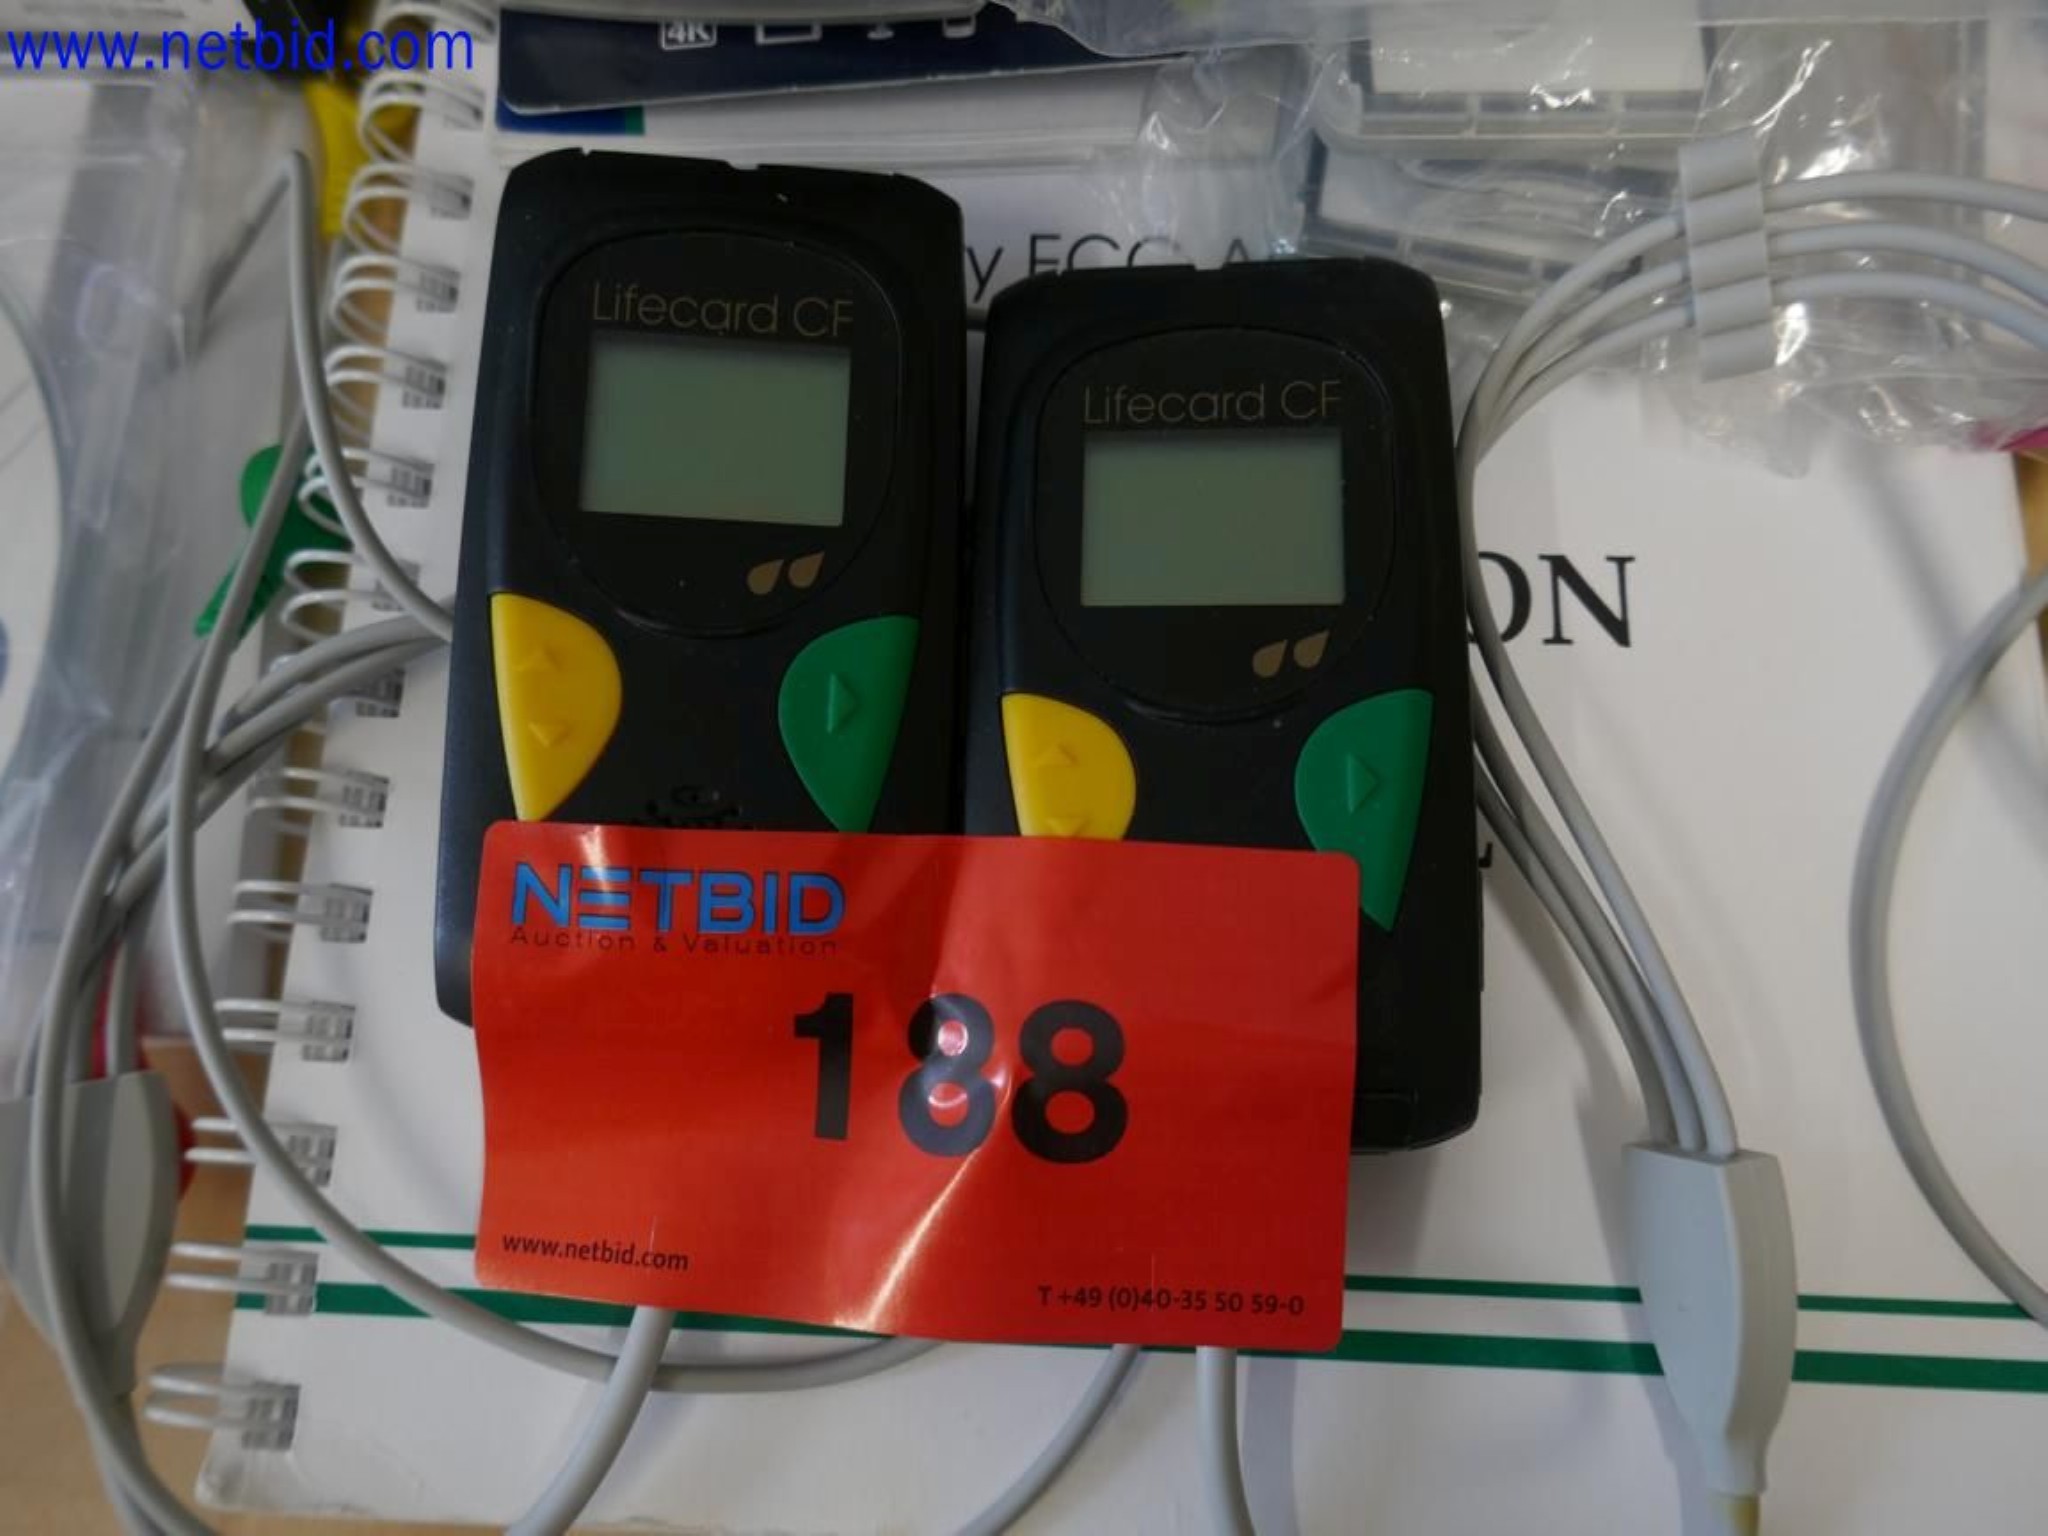 www.netbid.com
4K
y ECG A
Lifecard CF
Lifecard CF
ON
NETBID
Auction & Valuation
188
www.netbid.com
T +49 (0)40-35 50 59-0